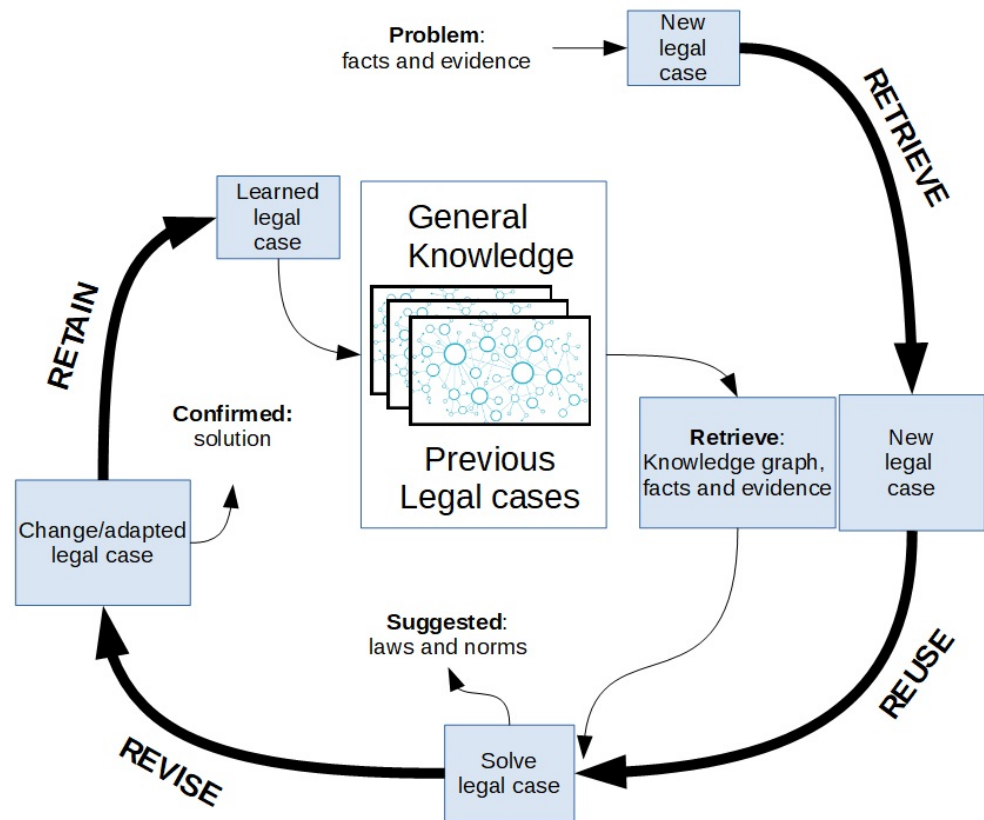 Problem:
facts and evidence
New
legal
case
RETRIEVE
Learned
legal
case
General
Knowledge
Previous
Legal cases
RETAIN
Confirmed:
solution
Retrieve:
Knowledge graph,
facts and evidence
New
legal
case
Change/adapted
legal case
Suggested:
laws and norms
REUSE
Solve
legal case
REVISE